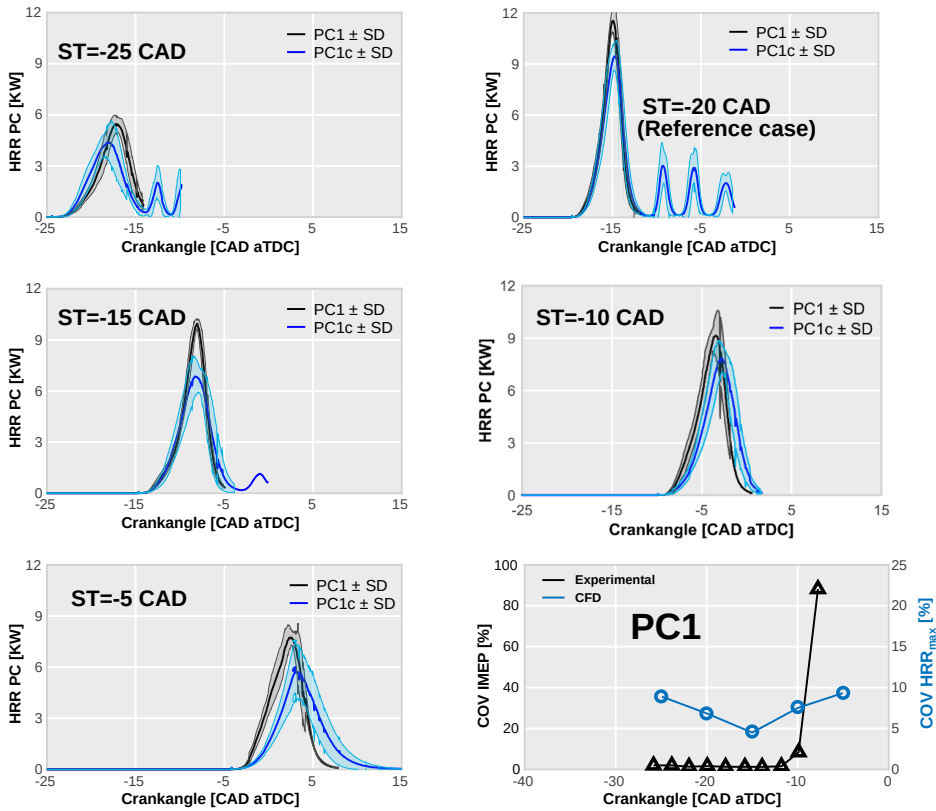 12
9
6
3
0
HRR PC [KW]
ST=-25 CAD
PC1 ± SD
PC1c ± SD
-25
-15
-5
5
15
Crankangle [CAD aTDC]
12
9
6
3
0
HRR PC [KW]
PC1 ± SD
PC1c ± SD
ST=-20 CAD
(Reference case)
-25
-15
-5
5
15
Crankangle [CAD aTDC]
12
9
6
3
0
HRR PC [KW]
ST=-15 CAD
PC1 ± SD
PC1c ± SD
-25
-15
-5
5
15
Crankangle [CAD aTDC]
12
9
6
3
0
HRR PC [KW]
ST=-10 CAD
PC1 ± SD
PC1c ± SD
-25
-15
-5
5
15
Crankangle [CAD aTDC]
12
9
6
3
0
HRR PC [KW]
ST=-5 CAD
PC1 ± SD
PC1c ± SD
-25
-15
-5
5
15
Crankangle [CAD aTDC]
100
80
60
40
20
0
COV IMEP [%]
Experimental
CFD
PC1
25
20
15
10
5
0
COV HRRmax [%]
-40
-30
-20
-10
0
Crankangle [CAD aTDC]